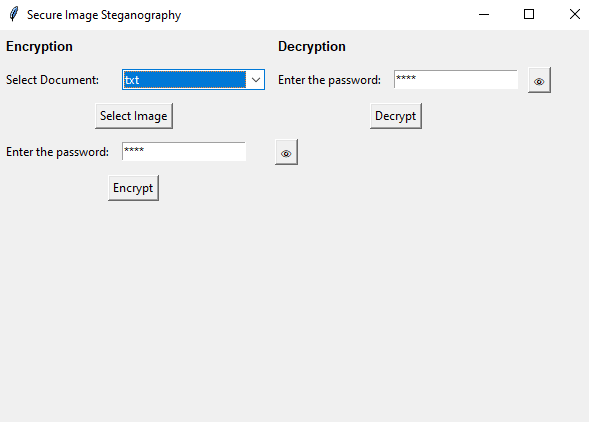 Secure Image Steganography
Encryption
Decryption
Select Document: txt
Enter the password: ****
Select Image
Decrypt
Enter the password: ****
Encrypt